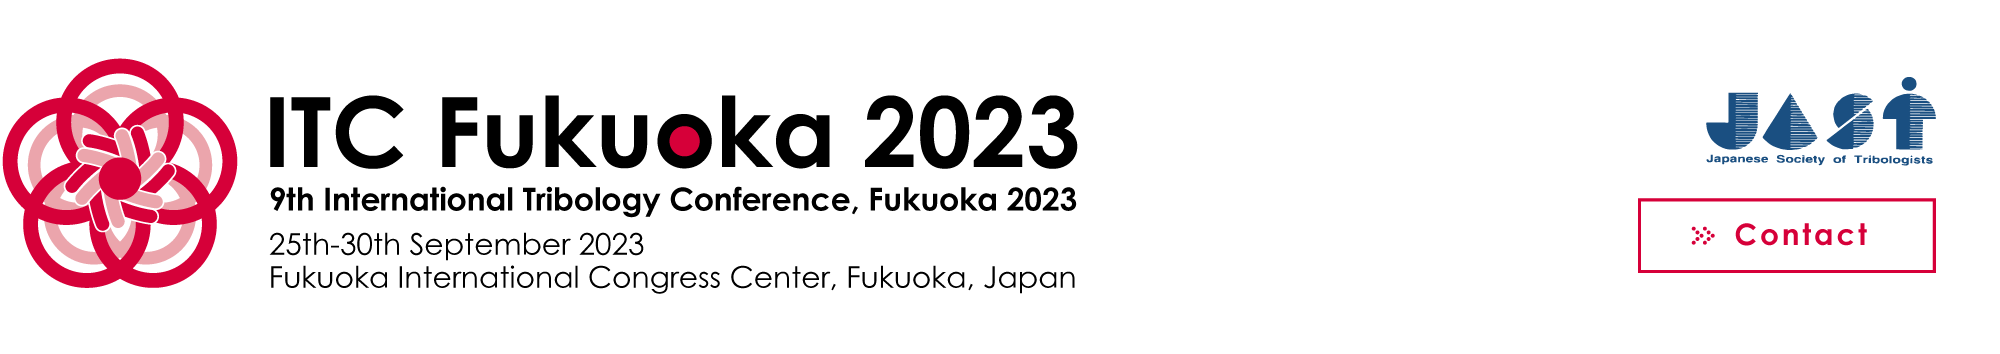 ITC Fukuoka 2023
9th International Tribology Conference, Fukuoka 2023
25th-30th September 2023
Fukuoka International Congress Center, Fukuoka, Japan
JAST
Japanese Society of Tribologists
Contact